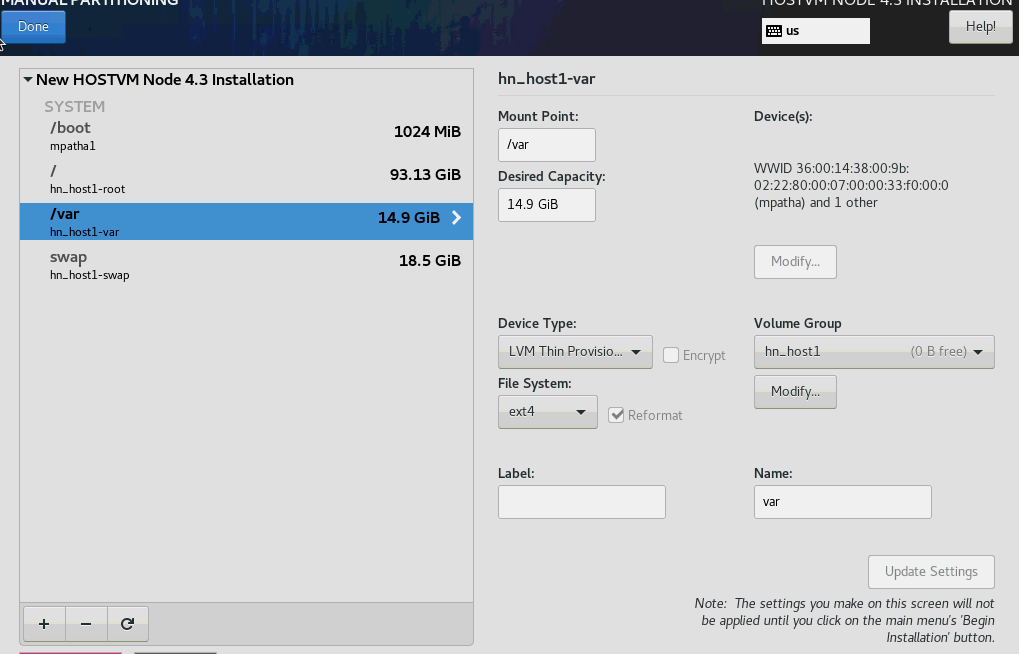 MANUAL PARTITIONING
HOSTVM NODE 4.3 INSTALLATION
Done
us
Help!
New HOSTVM Node 4.3 Installation
SYSTEM
/boot
mpatha1
1024 MiB
/
hn_host1-root
93.13 GiB
/var
hn_host1-var
14.9 GiB
swap
hn_host1-swap
18.5 GiB
+ −
hn_host1-var
Mount Point:
/var
Desired Capacity:
14.9 GiB
Device(s):
WWID 36:00:14:38:00:9b:
02:22:80:00:07:00:00:33:f0:00:0
(mpatha) and 1 other
Modify...
Device Type:
LVM Thin Provisio...
Encrypt
Volume Group
hn_host1 (0 B free)
Modify...
File System:
ext4
Reformat
Label:
Name:
var
Update Settings
Note: The settings you make on this screen will not
be applied until you click on the main menu's 'Begin
Installation' button.